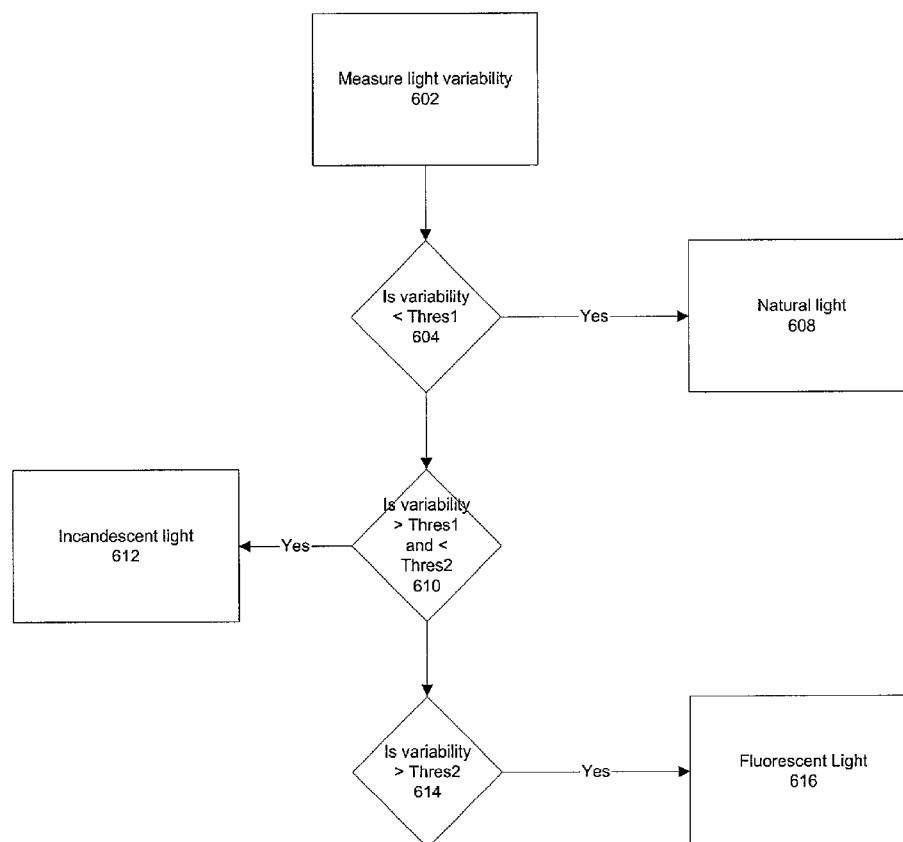 Measure light variability
602
Is variability
< Thres1
604
Yes
Natural light
608
Is variability
> Thres1
and <
Thres2
610
Yes
Incandescent light
612
Is variability
> Thres2
614
Yes
Fluorescent Light
616